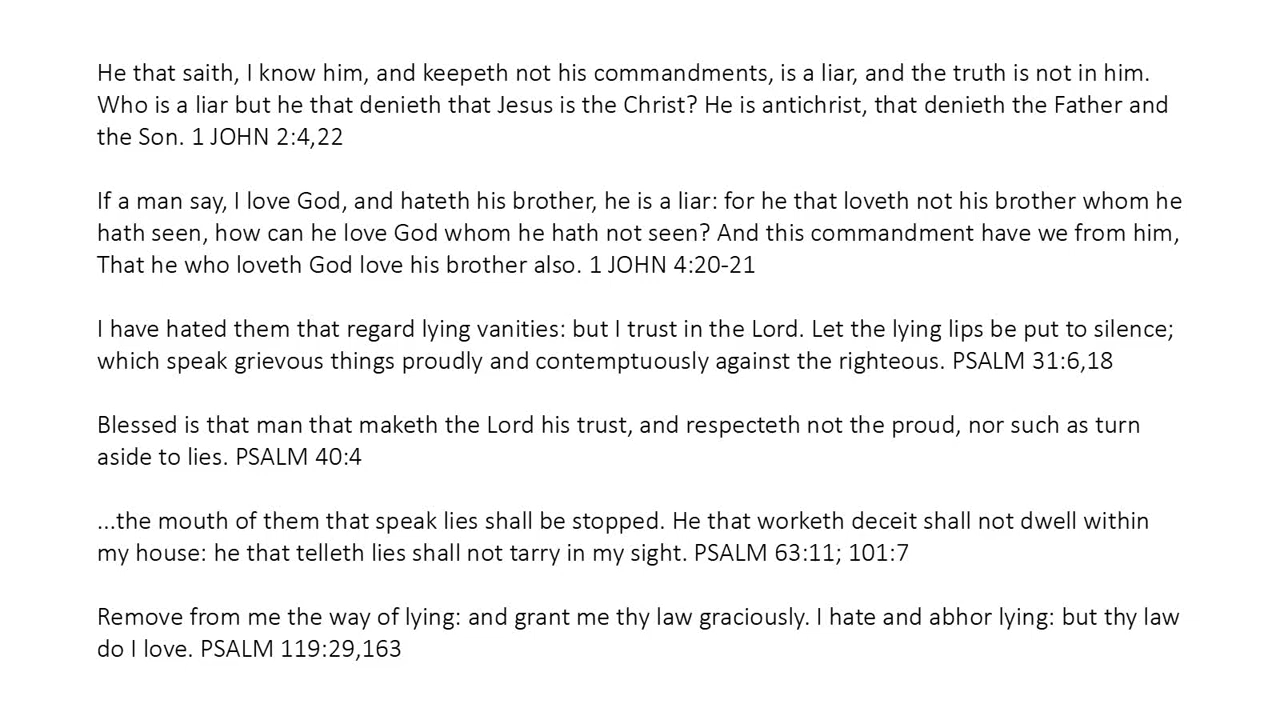 He that saith, I know him, and keepeth not his commandments, is a liar, and the truth is not in him.
Who is a liar but he that denieth that Jesus is the Christ? He is antichrist, that denieth the Father and
the Son. 1 JOHN 2:4,22
If a man say, I love God, and hateth his brother, he is a liar: for he that loveth not his brother whom he
hath seen, how can he love God whom he hath not seen? And this commandment have we from him,
That he who loveth God love his brother also. 1 JOHN 4:20-21
I have hated them that regard lying vanities: but I trust in the Lord. Let the lying lips be put to silence;
which speak grievous things proudly and contemptuously against the righteous. PSALM 31:6,18
Blessed is that man that maketh the Lord his trust, and respecteth not the proud, nor such as turn
aside to lies. PSALM 40:4
...the mouth of them that speak lies shall be stopped. He that worketh deceit shall not dwell within
my house: he that telleth lies shall not tarry in my sight. PSALM 63:11; 101:7
Remove from me the way of lying: and grant me thy law graciously. I hate and abhor lying: but thy law
do I love. PSALM 119:29,163